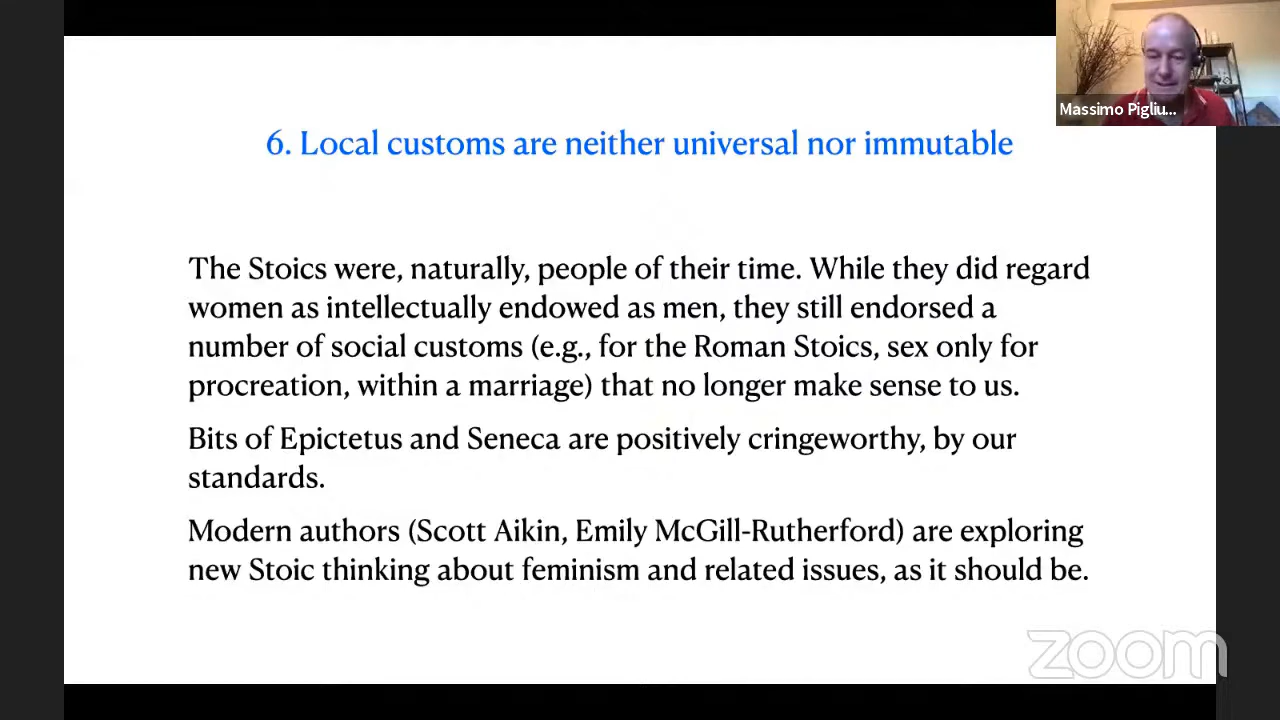 Massimo Pigliu...
6. Local customs are neither universal nor immutable
The Stoics were, naturally, people of their time. While they did regard
women as intellectually endowed as men, they still endorsed a
number of social customs (e.g., for the Roman Stoics, sex only for
procreation, within a marriage) that no longer make sense to us.
Bits of Epictetus and Seneca are positively cringeworthy, by our
standards.
Modern authors (Scott Aikin, Emily McGill-Rutherford) are exploring
new Stoic thinking about feminism and related issues, as it should be.
zoom